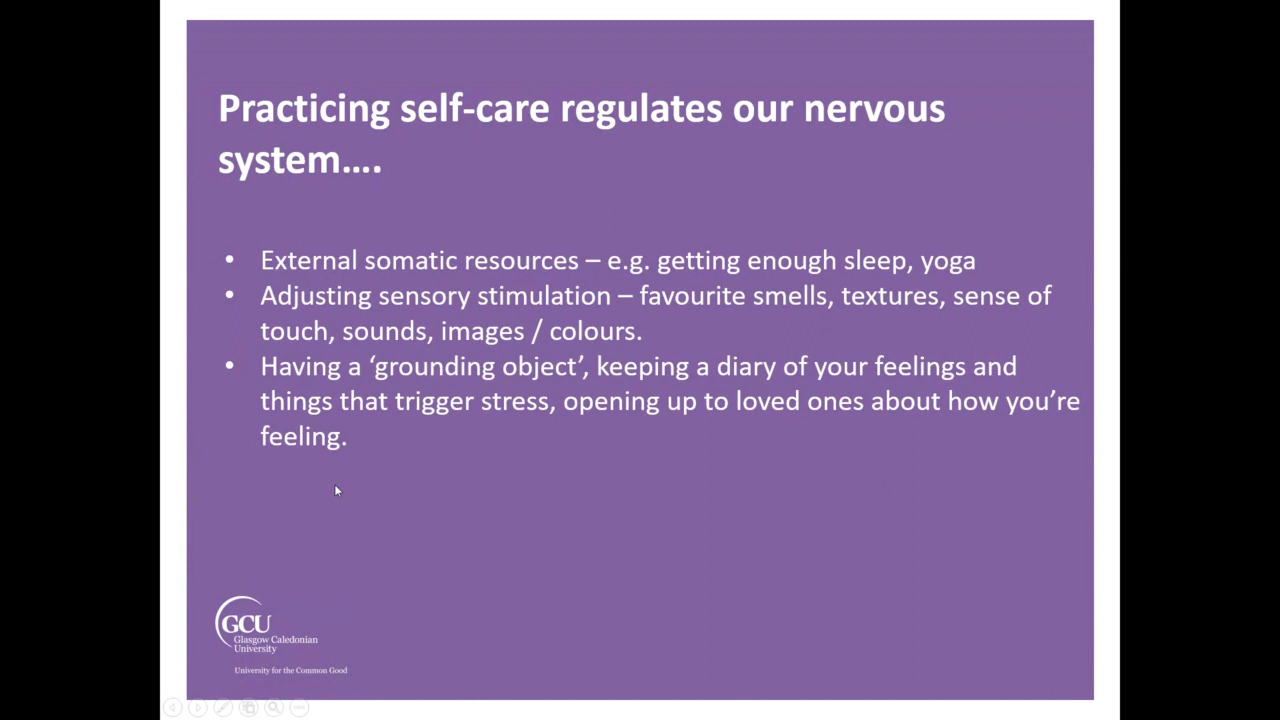 Practicing self-care regulates our nervous
system....
• External somatic resources – e.g. getting enough sleep, yoga
• Adjusting sensory stimulation – favourite smells, textures, sense of
touch, sounds, images / colours.
• Having a ‘grounding object’, keeping a diary of your feelings and
things that trigger stress, opening up to loved ones about how you’re
feeling.
GCU
Glasgow Caledonian
University
University for the Common Good